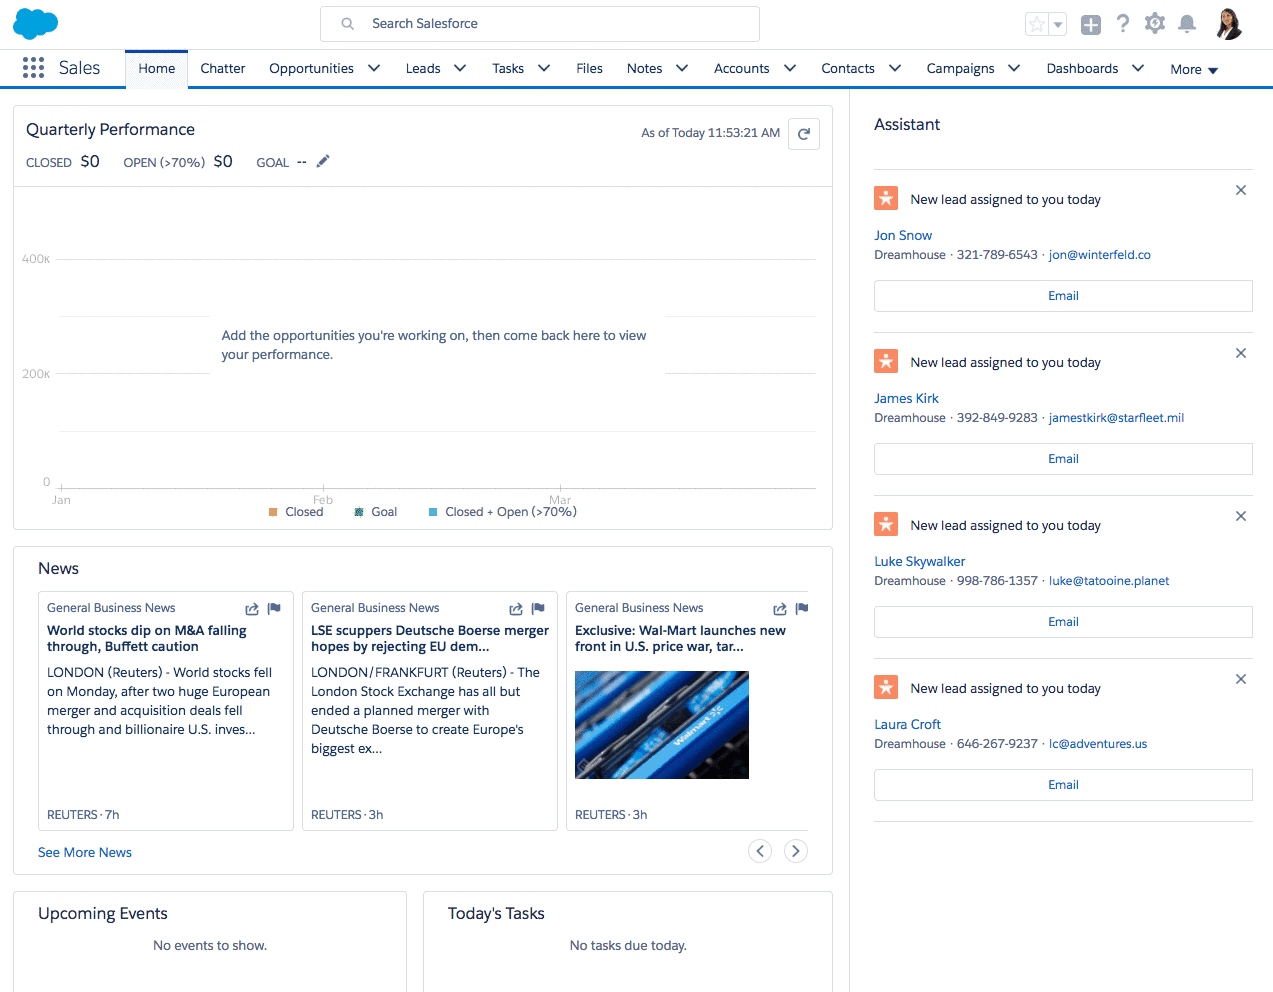 Search Salesforce
Sales
Home
Chatter
Opportunities
Leads
Tasks
Files
Notes
Accounts
Contacts
Campaigns
Dashboards
More
Quarterly Performance
As of Today 11:53:21 AM
CLOSED $0 OPEN (>70%) $0 GOAL --
400K
200K
0
Jan Feb Mar
Closed Goal Closed + Open (>70%)
Add the opportunities you're working on, then come back here to view
your performance.
News
General Business News
World stocks dip on M&A falling
through, Buffett caution
LONDON (Reuters) - World stocks fell
on Monday, after two huge European
merger and acquisition deals fell
through and billionaire U.S. inves...
REUTERS · 7h
General Business News
LSE scuppers Deutsche Boerse merger
hopes by rejecting EU dem...
LONDON/FRANKFURT (Reuters) - The
London Stock Exchange has all but
ended a planned merger with
Deutsche Boerse to create Europe's
biggest ex...
REUTERS · 3h
General Business News
Exclusive: Wal-Mart launches new
front in U.S. price war, tar...
Walmart
REUTERS · 3h
See More News
Upcoming Events
No events to show.
Today's Tasks
No tasks due today.
Assistant
New lead assigned to you today
Jon Snow
Dreamhouse · 321-789-6543 · jon@winterfeld.co
Email
New lead assigned to you today
James Kirk
Dreamhouse · 392-849-9283 · jamestkirk@starfleet.mil
Email
New lead assigned to you today
Luke Skywalker
Dreamhouse · 998-786-1357 · luke@tatooine.planet
Email
New lead assigned to you today
Laura Croft
Dreamhouse · 646-267-9237 · lc@adventures.us
Email